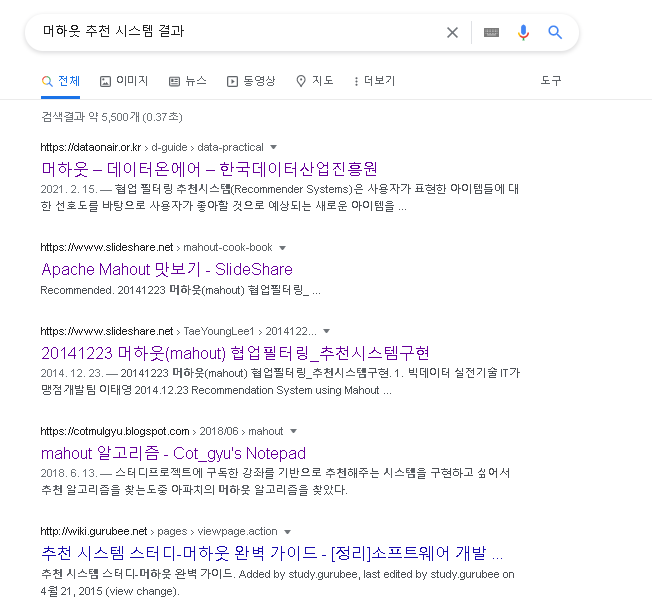 머하웃 추천 시스템 결과
전체 이미지 뉴스 동영상 지도 더보기 도구
검색결과 약 5,500개 (0.37초)
https://dataonair.or.kr › d-guide › data-practical
머하웃 – 데이터온에어 – 한국데이터산업진흥원
2021. 2. 15. — 협업 필터링 추천시스템(Recommender Systems)은 사용자가 표현한 아이템들에 대
한 선호도를 바탕으로 사용자가 좋아할 것으로 예상되는 새로운 아이템을 ...
https://www.slideshare.net › mahout-cook-book
Apache Mahout 맛보기 - SlideShare
Recommended. 20141223 머하웃(mahout) 협업필터링_ ...
https://www.slideshare.net › TaeYoungLee1 › 2014122...
20141223 머하웃(mahout) 협업필터링_추천시스템구현
2014. 12. 23. — 20141223 머하웃(mahout) 협업필터링_추천시스템구현. 1. 빅데이터 실전기술 IT가
맹점개발팀 이태영 2014.12.23 Recommendation System using Mahout ...
https://cotmulgyu.blogspot.com › 2018/06 › mahout
mahout 알고리즘 - Cot_gyu's Notepad
2018. 6. 13. — 스터디프로젝트에 구독한 강좌를 기반으로 추천해주는 시스템을 구현하고 싶어서
추천 알고리즘을 찾는도중 아파치의 머하웃 알고리즘을 찾았다.
http://wiki.gurubee.net › pages › viewpage.action
추천 시스템 스터디-머하웃 완벽 가이드 - [정리]소프트웨어 개발 ...
추천 시스템 스터디-머하웃 완벽 가이드. Added by study.gurubee, last edited by study.gurubee on
4월 21, 2015 (view change).